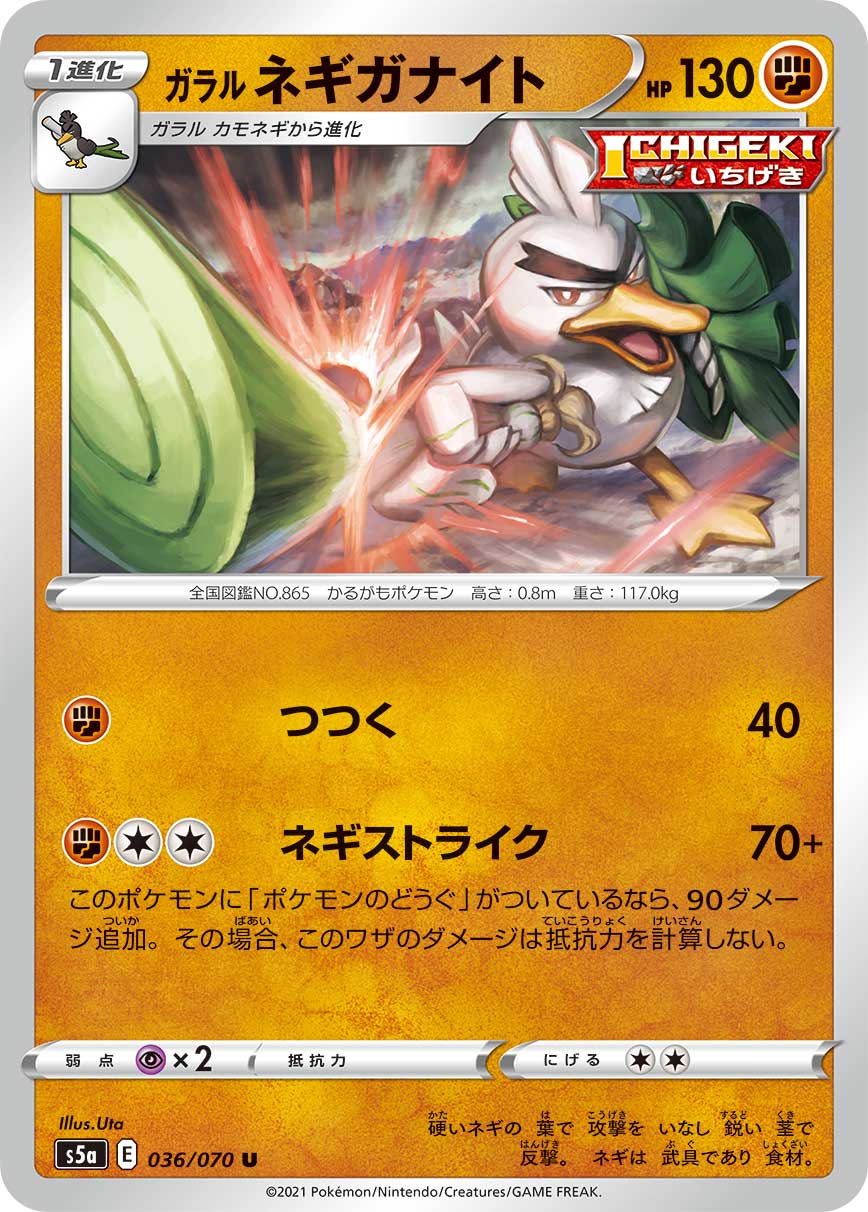 1進化
ガラル ネギガナイト
HP 130
ガラル カモネギから進化
ICHIGEKI
いちげき
全国図鑑NO.865 かるがもポケモン 高さ：0.8m 重さ：117.0kg
つつく 40
ネギストライク 70+
このポケモンに「ポケモンのどうぐ」がついているなら、90ダメー
ジ追加。その場合、このワザのダメージは抵抗力を計算しない。
弱点 ×2 抵抗力 にげる
Illus.Uta
硬いネギの 葉で 攻撃を いなし 鋭い 茎で
反撃。 ネギは 武具であり 食材。
s5a E 036/070 U
©2021 Pokémon/Nintendo/Creatures/GAME FREAK.